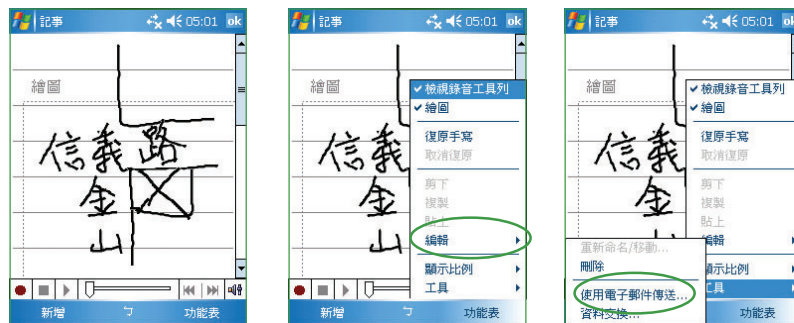 記事 05:01 ok
繪圖
信義路
金
山
新增 ㄅ 功能表
記事 05:01 ok
繪圖
信義
金
山
檢視錄音工具列
繪圖
復原手寫
取消復原
剪下
複製
貼上
編輯
顯示比例
工具
新增 ㄅ 功能表
記事 05:01 ok
繪圖
信義
金
檢視錄音工具列
繪圖
復原手寫
取消復原
剪下
複製
貼上
編輯
顯示比例
工具
重新命名/移動...
刪除
使用電子郵件傳送...
資料交換...
功能表